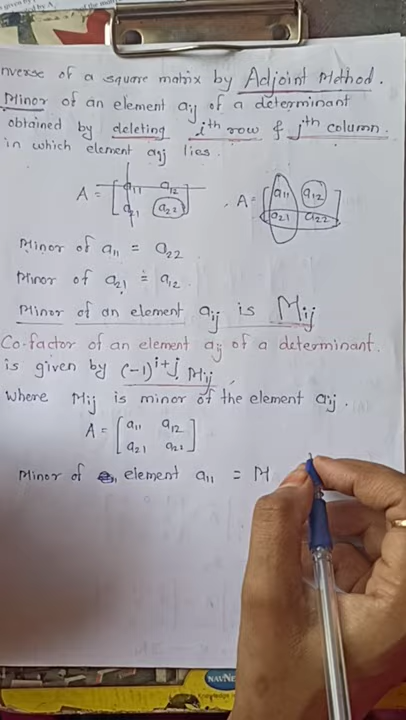 nverse of a square matrix by Adjoint Method.
Minor of an element aij of a determinant
obtained by deleting ith row & jth column
in which element aij lies.
A = [a11 a12
a21 a22]
, A = [a11 a12
a21 a22]
Minor of a11 = a22
Minor of a21 = a12.
Minor of an element aij is Mij
Co-factor of an element aij of a determinant.
is given by (-1)^i+j Mij,
where Mij is minor of the element aij.
A = [a11 a12
a21 a21]
Minor of element a11 = M
NAVNE